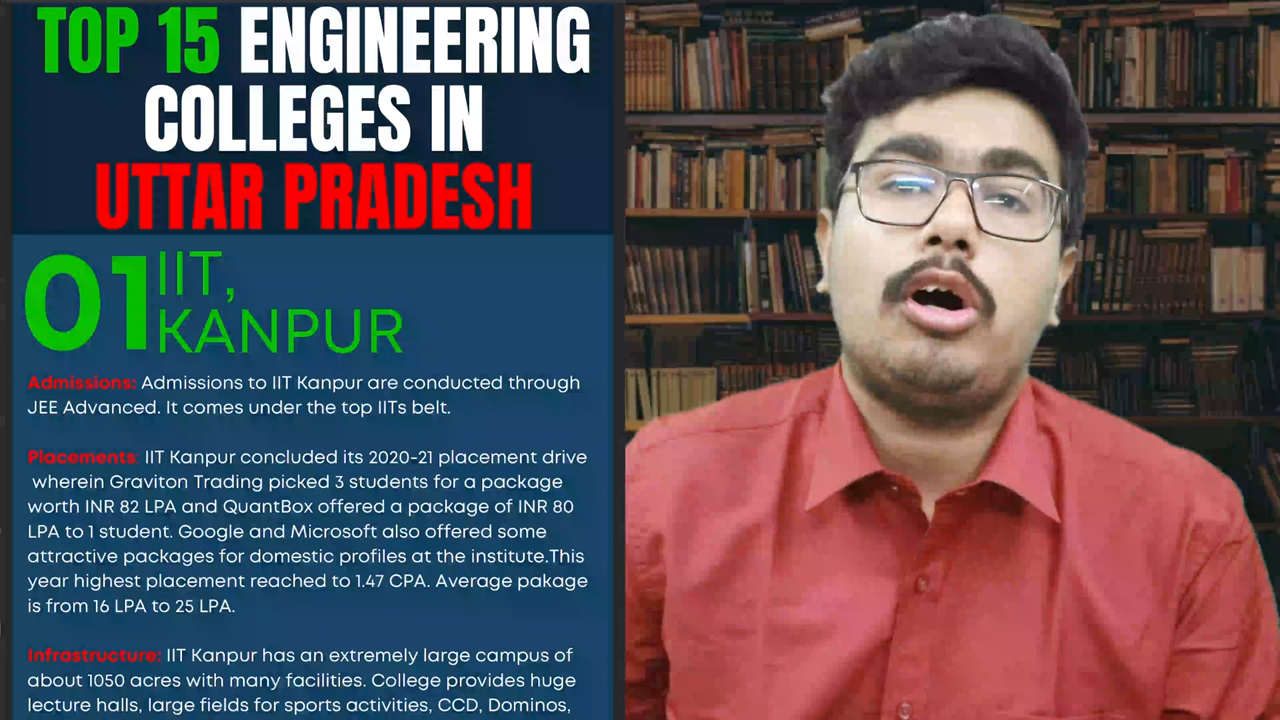 TOP 15 ENGINEERING
COLLEGES IN
UTTAR PRADESH
01 IIT,
KANPUR
Admissions: Admissions to IIT Kanpur are conducted through
JEE Advanced. It comes under the top IITs belt.
Placements: IIT Kanpur concluded its 2020-21 placement drive
wherein Graviton Trading picked 3 students for a package
worth INR 82 LPA and QuantBox offered a package of INR 80
LPA to 1 student. Google and Microsoft also offered some
attractive packages for domestic profiles at the institute.This
year highest placement reached to 1.47 CPA. Average pakage
is from 16 LPA to 25 LPA.
Infrastructure: IIT Kanpur has an extremely large campus of
about 1050 acres with many facilities. College provides huge
lecture halls, large fields for sports activities, CCD, Dominos,